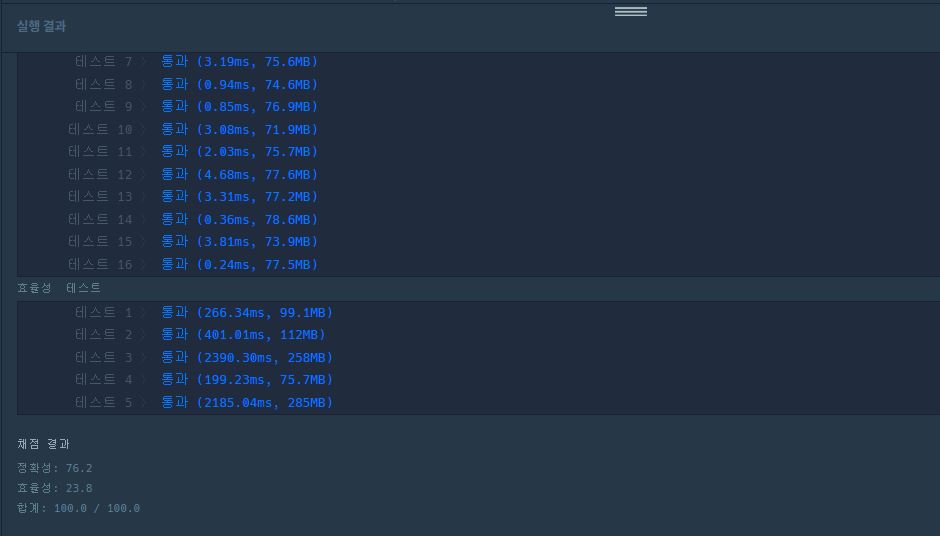 실행 결과
테스트 7 〉 통과 (3.19ms, 75.6MB)
테스트 8 〉 통과 (0.94ms, 74.6MB)
테스트 9 〉 통과 (0.85ms, 76.9MB)
테스트 10 〉 통과 (3.08ms, 71.9MB)
테스트 11 〉 통과 (2.03ms, 75.7MB)
테스트 12 〉 통과 (4.68ms, 77.6MB)
테스트 13 〉 통과 (3.31ms, 77.2MB)
테스트 14 〉 통과 (0.36ms, 78.6MB)
테스트 15 〉 통과 (3.81ms, 73.9MB)
테스트 16 〉 통과 (0.24ms, 77.5MB)
효율성 테스트
테스트 1 〉 통과 (266.34ms, 99.1MB)
테스트 2 〉 통과 (401.01ms, 112MB)
테스트 3 〉 통과 (2390.30ms, 258MB)
테스트 4 〉 통과 (199.23ms, 75.7MB)
테스트 5 〉 통과 (2185.04ms, 285MB)
채점 결과
정확성: 76.2
효율성: 23.8
합계: 100.0 / 100.0